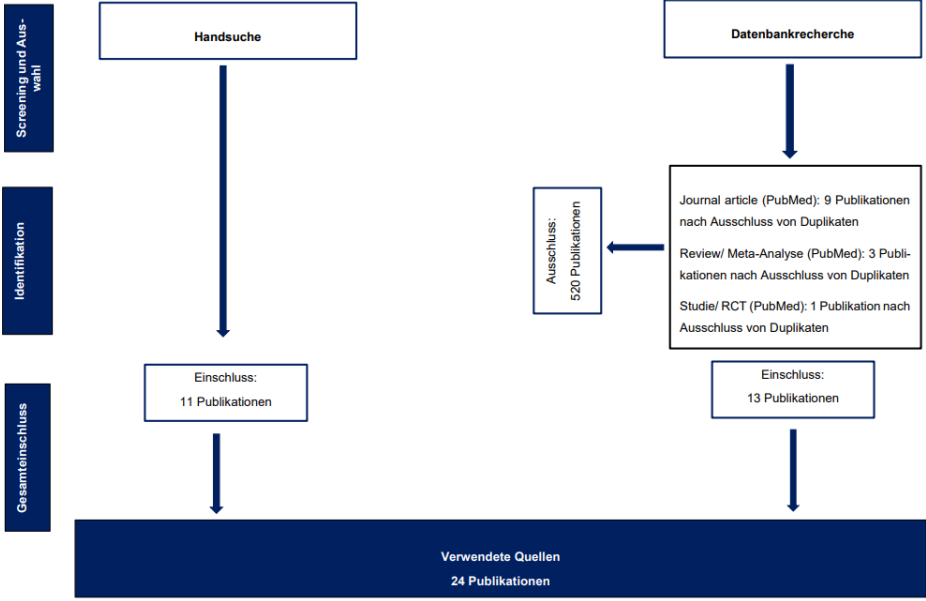 Screening und Aus-
wahl
Handsuche
Datenbankrecherche
Identifikation
Ausschluss:
520 Publikationen
Journal article (PubMed): 9 Publikationen
nach Ausschluss von Duplikaten
Review/ Meta-Analyse (PubMed): 3 Publi-
kationen nach Ausschluss von Duplikaten
Studie/ RCT (PubMed): 1 Publikation nach
Ausschluss von Duplikaten
Einschluss:
11 Publikationen
Einschluss:
13 Publikationen
Gesamteinschluss
Verwendete Quellen
24 Publikationen